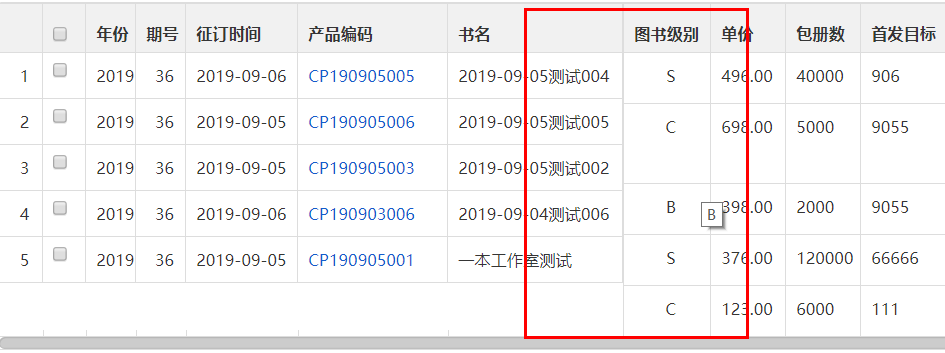 年份 期号 征订时间 产品编码 书名 图书级别 单价 包册数 首发目标
1 2019 36 2019-09-06 CP190905005 2019-09-05测试004 S 496.00 40000 906
2 2019 36 2019-09-05 CP190905006 2019-09-05测试005 C 698.00 5000 9055
3 2019 36 2019-09-05 CP190905003 2019-09-05测试002
4 2019 36 2019-09-06 CP190903006 2019-09-04测试006 B 398.00 2000 9055
B
5 2019 36 2019-09-05 CP190905001 一本工作室测试 S 376.00 120000 66666
C 123.00 6000 111